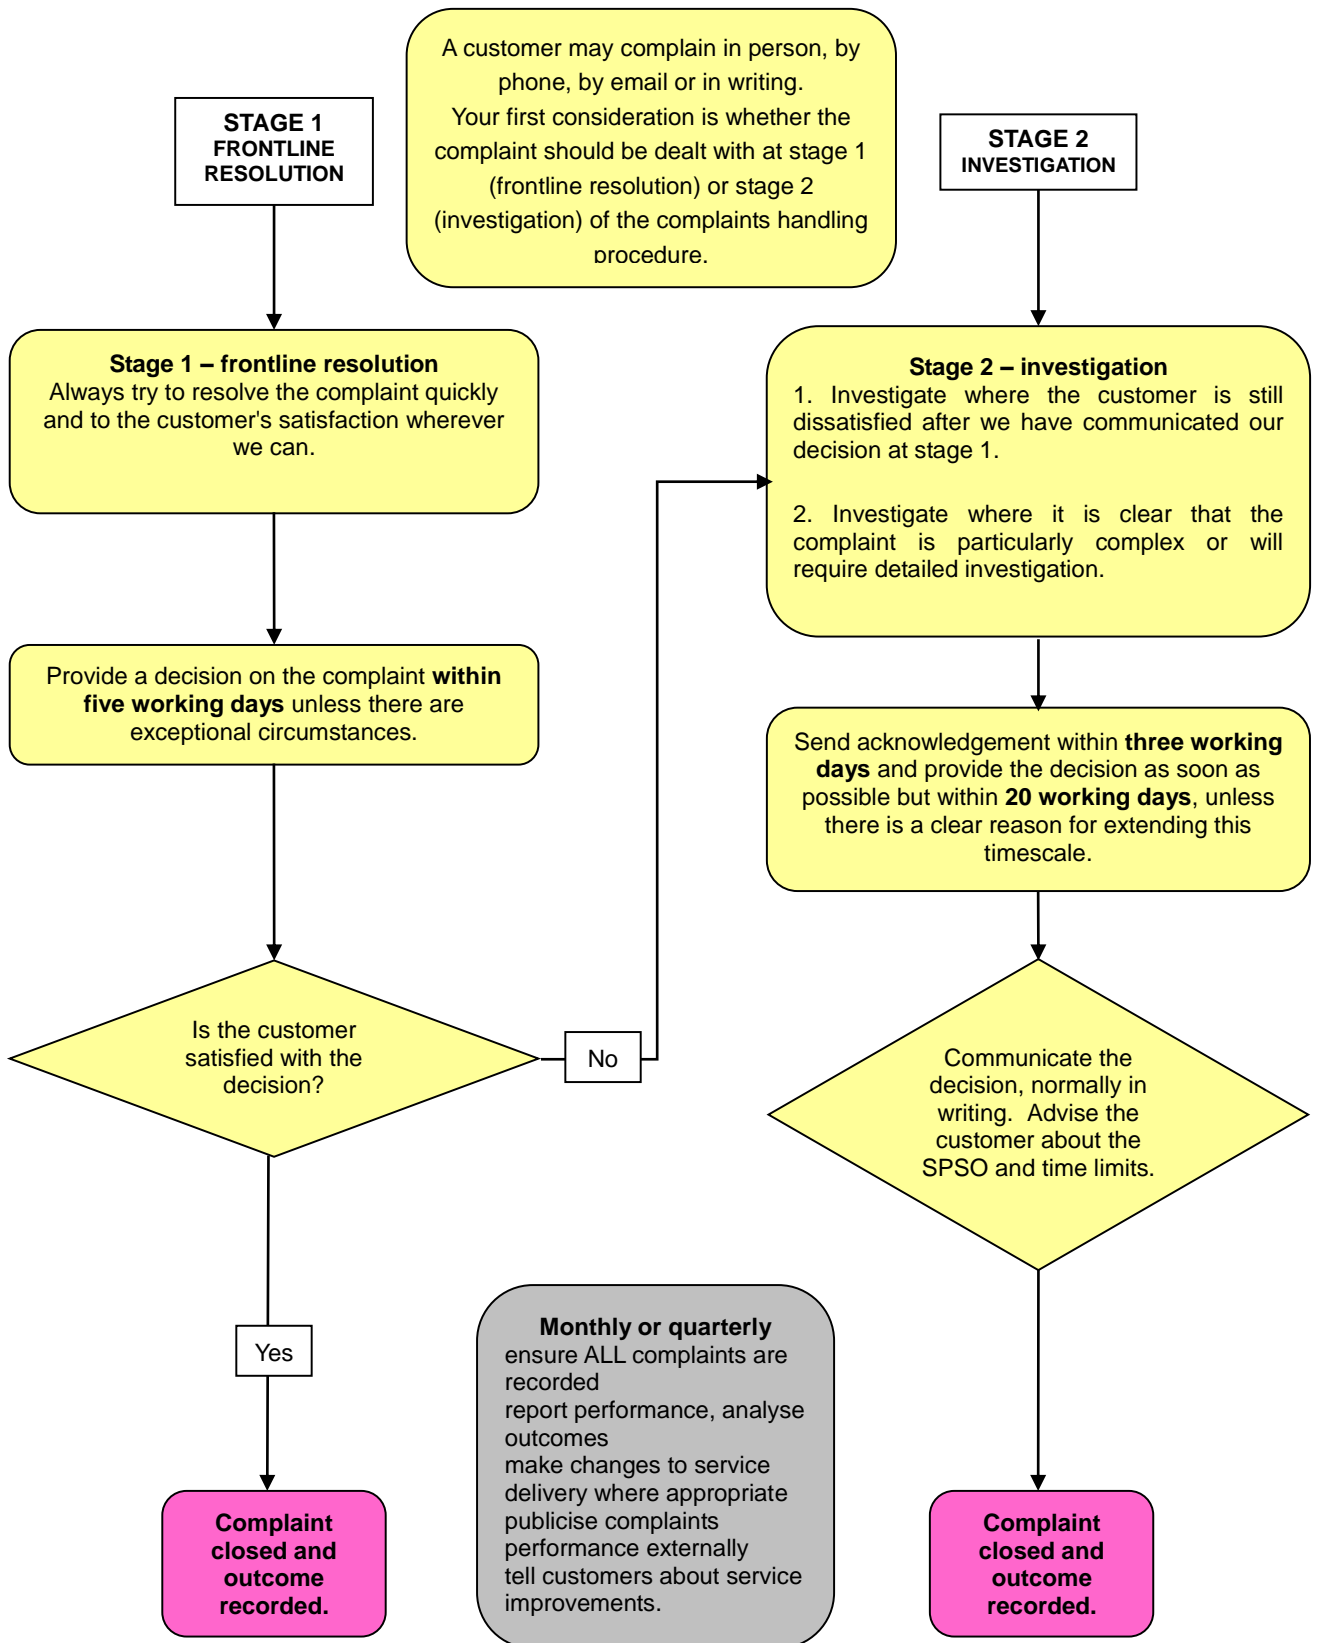 A customer may complain in person, by
phone, by email or in writing.
Your first consideration is whether the
complaint should be dealt with at stage 1
(frontline resolution) or stage 2
(investigation) of the complaints handling
procedure.
STAGE 1
FRONTLINE
RESOLUTION
STAGE 2
INVESTIGATION
Stage 1 – frontline resolution
Always try to resolve the complaint quickly
and to the customer's satisfaction wherever
we can.
Stage 2 – investigation
1. Investigate where the customer is still
dissatisfied after we have communicated our
decision at stage 1.
2. Investigate where it is clear that the
complaint is particularly complex or will
require detailed investigation.
Provide a decision on the complaint within
five working days unless there are
exceptional circumstances.
Send acknowledgement within three working
days and provide the decision as soon as
possible but within 20 working days, unless
there is a clear reason for extending this
timescale.
Is the customer
satisfied with the
decision?
No
Communicate the
decision, normally in
writing.  Advise the
customer about the
SPSO and time limits.
Yes
Monthly or quarterly
ensure ALL complaints are
recorded
report performance, analyse
outcomes
make changes to service
delivery where appropriate
publicise complaints
performance externally
tell customers about service
improvements.
Complaint
closed and
outcome
recorded.
Complaint
closed and
outcome
recorded.